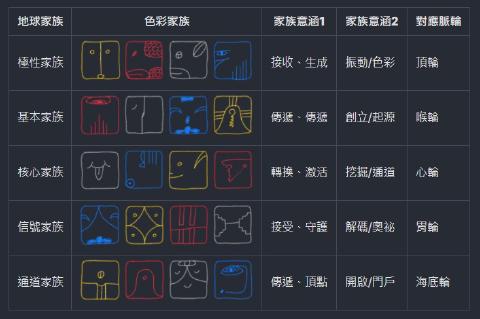 地球家族 色彩家族 家族意涵1 家族意涵2 對應脈輪
極性家族 接收、生成 振動/色彩 頂輪
基本家族 傳遞、傳遞 創立/起源 喉輪
核心家族 轉換、激活 挖掘/通道 心輪
信號家族 接受、守護 解碼/奧祕 胃輪
通道家族 傳遞、頂點 開啟/門戶 海底輪